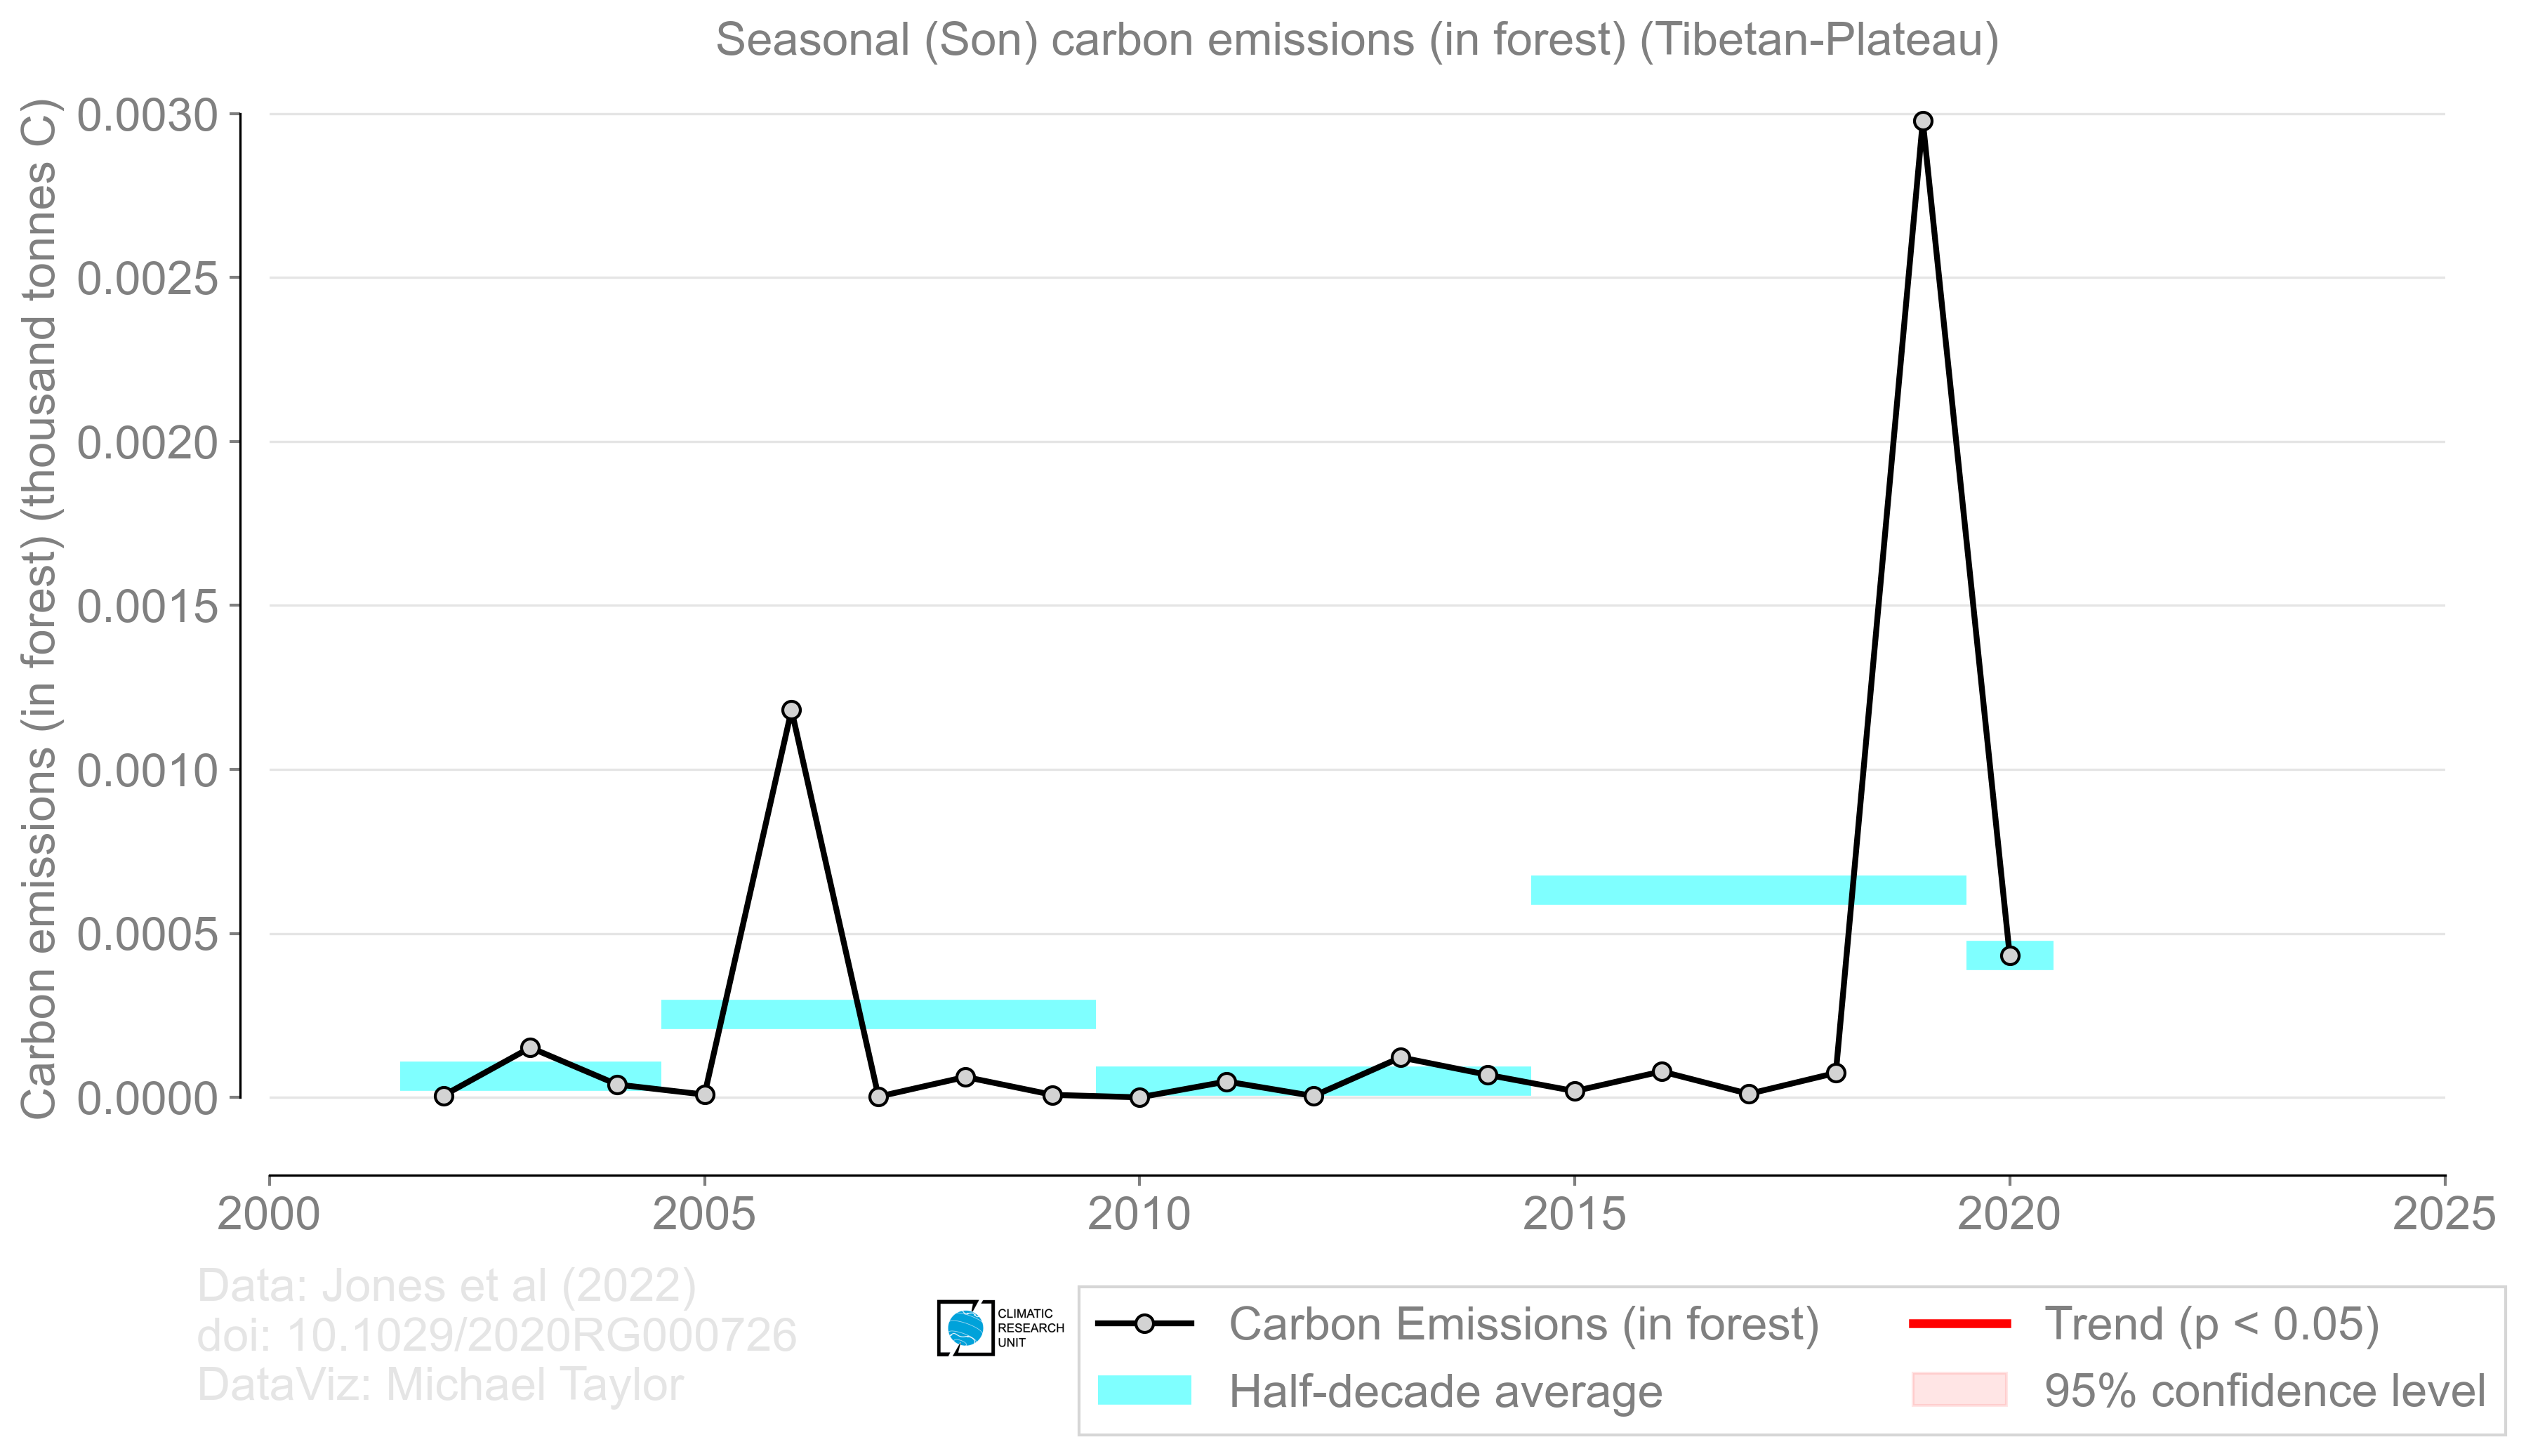 Seasonal (Son) carbon emissions (in forest) (Tibetan-Plateau)
Carbon emissions (in forest) (thousand tonnes C)
0.0030
0.0025
0.0020
0.0015
0.0010
0.0005
0.0000
2000
2005
2010
2015
2020
2025
Data: Jones et al (2022)
doi: 10.1029/2020RG000726
DataViz: Michael Taylor
CLIMATIC
RESEARCH
UNIT
Carbon Emissions (in forest)
Half-decade average
Trend (p < 0.05)
95% confidence level